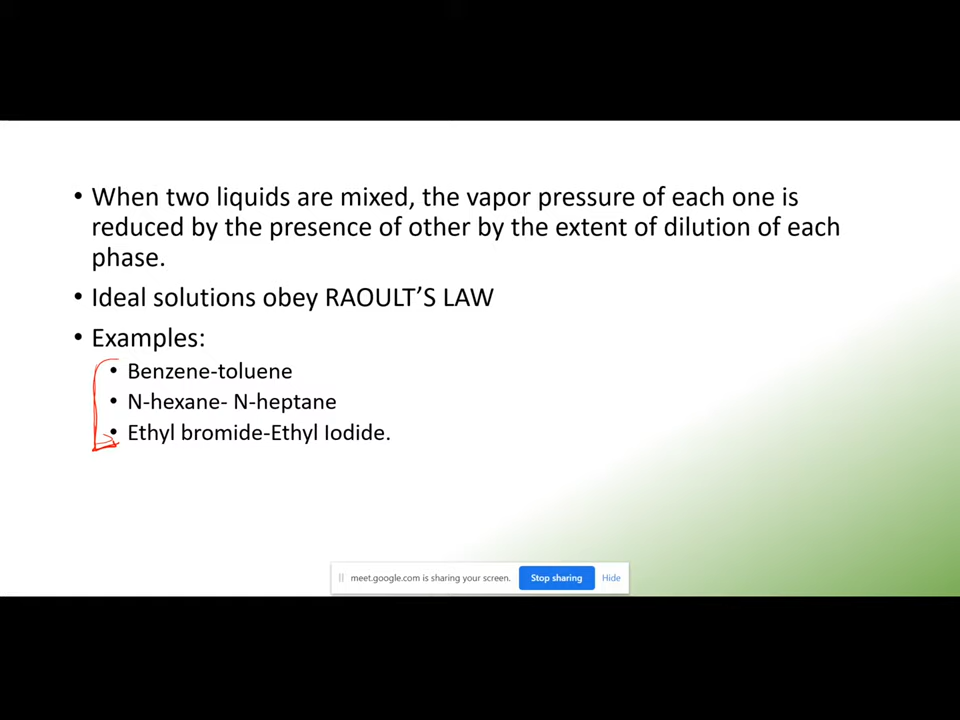 • When two liquids are mixed, the vapor pressure of each one is
reduced by the presence of other by the extent of dilution of each
phase.
• Ideal solutions obey RAOULT’S LAW
• Examples:
• Benzene-toluene
• N-hexane- N-heptane
• Ethyl bromide-Ethyl Iodide.
meet.google.com is sharing your screen. Stop sharing Hide